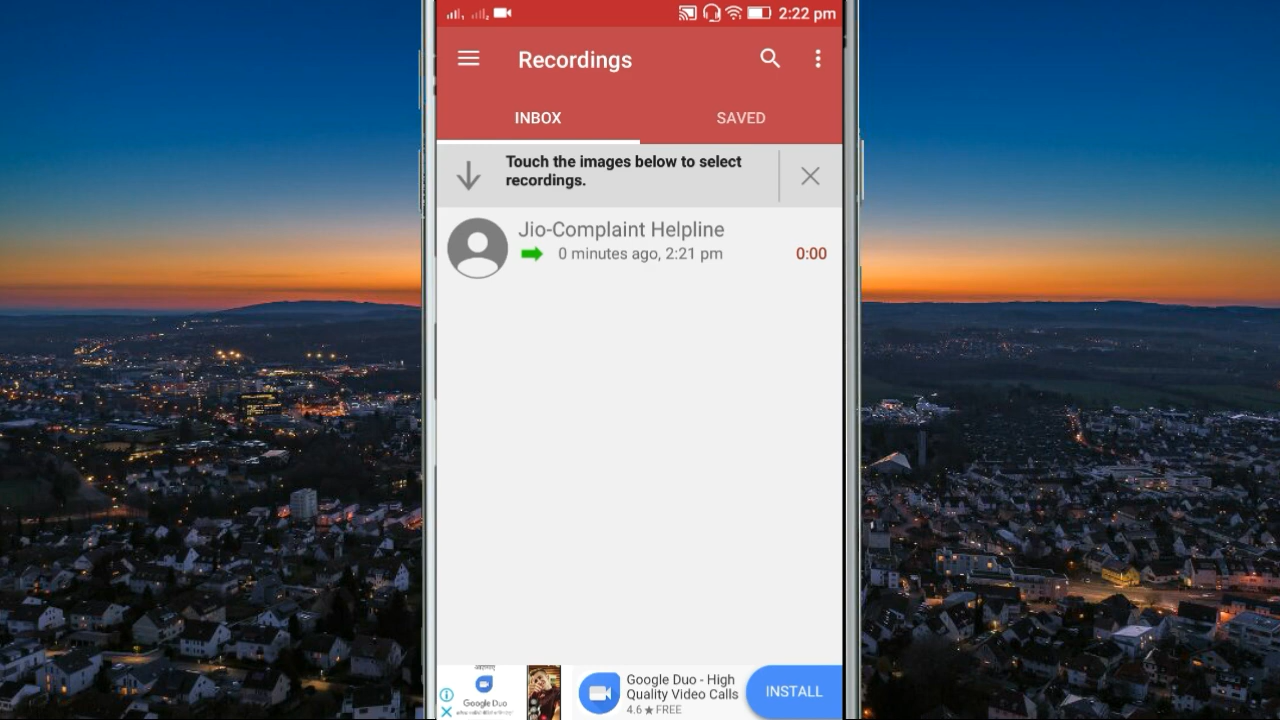 2:22 pm
Recordings
INBOX
SAVED
Touch the images below to select
recordings.
Jio-Complaint Helpline
0 minutes ago, 2:21 pm
0:00
Google Duo
Google Duo - High
Quality Video Calls
4.6 ★ FREE
INSTALL